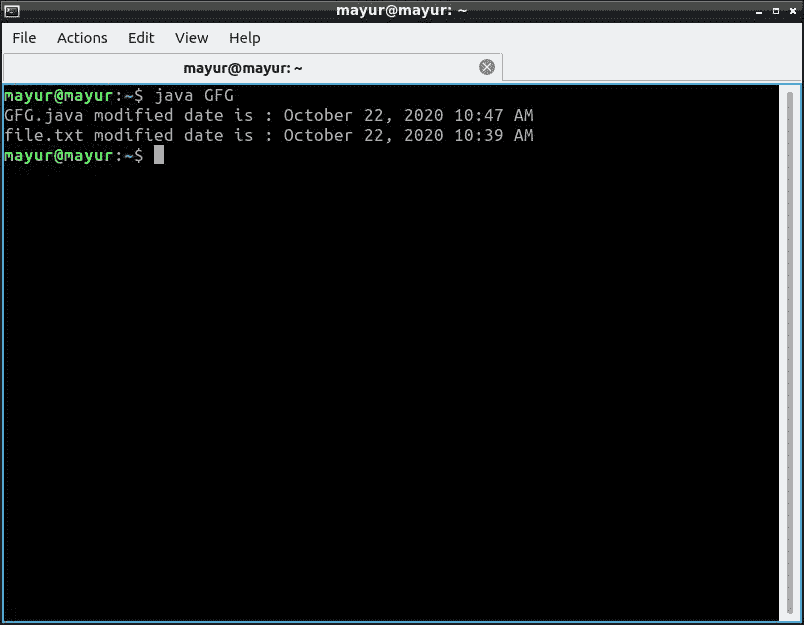 mayur@mayur: ~
File Actions Edit View Help
mayur@mayur: ~
mayur@mayur:~$ java GFG
GFG.java modified date is : October 22, 2020 10:47 AM
file.txt modified date is : October 22, 2020 10:39 AM
mayur@mayur:~$